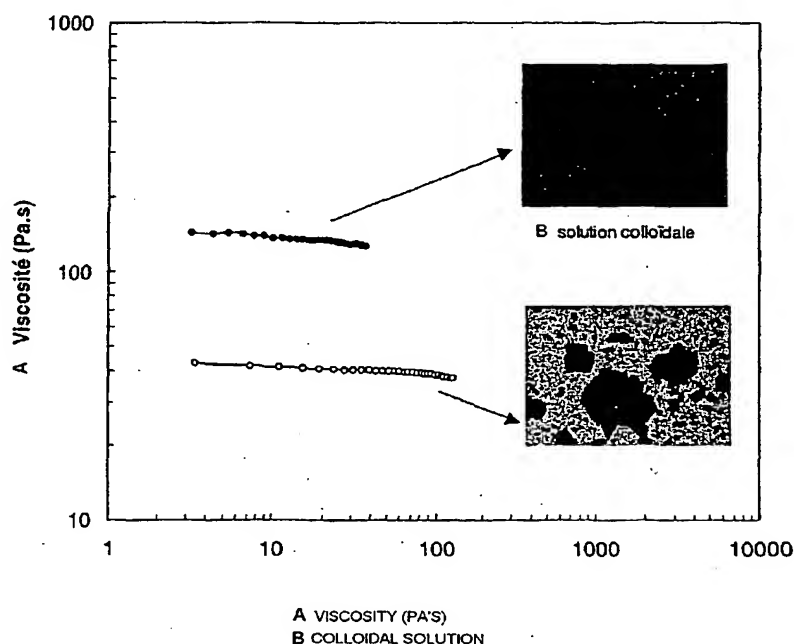 1000
100
10
A Viscosité (Pa.s)
B solution colloïdale
1 10 100 1000 10000
A VISCOSITY (PA'S)
B COLLOIDAL SOLUTION